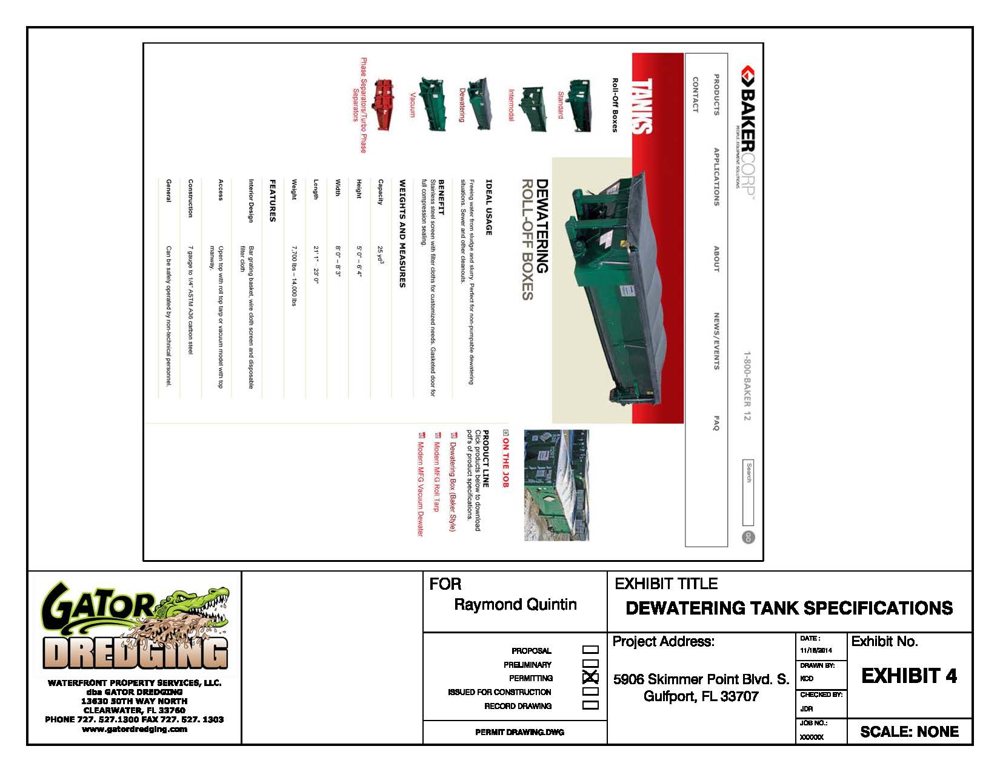 BAKERCORP™
PEOPLE. EQUIPMENT. SOLUTIONS.
1-800-BAKER 12
Search
GO
PRODUCTS
APPLICATIONS
ABOUT
NEWS/EVENTS
FAQ
CONTACT
TANKS
Roll-Off Boxes
Standard
Intermodal
Dewatering
Vacuum
Phase Separators/Turbo Phase
Separators
DEWATERING
ROLL-OFF BOXES
IDEAL USAGE
Freeing water from sludge and slurry. Perfect for non-pumpable dewatering
situations. Sewer and other cleanouts.
BENEFIT
Stainless steel screen with filter cloths for customized needs. Gasketed door for
full compression sealing.
WEIGHTS AND MEASURES
Capacity 25 yd³
Height 5' 0" – 6' 4"
Width 8' 0" – 8' 3"
Length 21' 1" – 23' 0"
Weight 7,700 lbs – 14,000 lbs
FEATURES
Interior Design Bar grating basket, wire cloth screen and disposable
filter cloth
Access Open top with roll top tarp or vacuum model with top
manway.
Construction 7 gauge to 1/4" ASTM A36 carbon steel
General Can be safely operated by non-technical personnel.
ON THE JOB
PRODUCT LINE
Click products below to download
pdf's of product specifications.
Dewatering Box (Baker Style)
Modern MFG Roll Tarp
Modern MFG Vacuum Dewater
GATOR
DREDGING
WATERFRONT PROPERTY SERVICES, LLC.
dba GATOR DREDGING
13630 50TH WAY NORTH
CLEARWATER, FL 33760
PHONE 727. 527.1300 FAX 727. 527. 1303
www.gatordredging.com
FOR
Raymond Quintin
PROPOSAL
PRELIMINARY
PERMITTING
ISSUED FOR CONSTRUCTION
RECORD DRAWING
PERMIT DRAWING.DWG
EXHIBIT TITLE
DEWATERING TANK SPECIFICATIONS
Project Address:
5906 Skimmer Point Blvd. S.
Gulfport, FL 33707
DATE :
11/18/2014
DRAWN BY:
KCD
CHECKED BY:
JDR
JOB NO.:
XXXXXX
Exhibit No.
EXHIBIT 4
SCALE: NONE